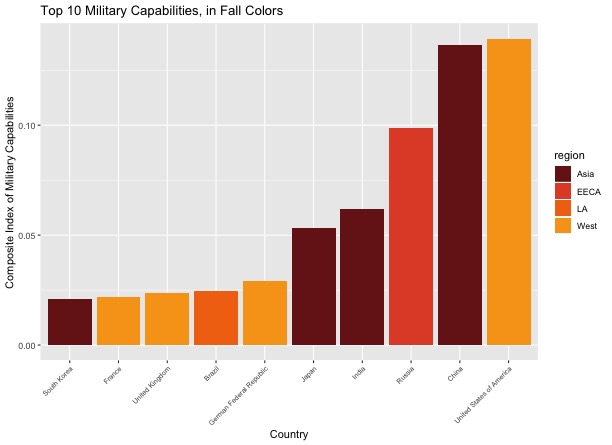 Top 10 Military Capabilities, in Fall Colors
Composite Index of Military Capabilities
0.10
0.05
0.00
South Korea
France
United Kingdom
Brazil
German Federal Republic
Japan
India
Russia
China
United States of America
Country
region
Asia
EECA
LA
West